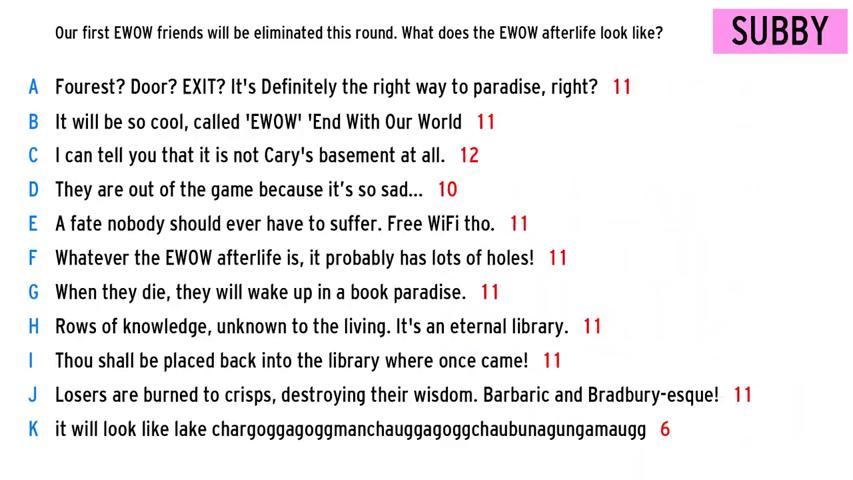 Our first EWOW friends will be eliminated this round. What does the EWOW afterlife look like?
SUBBY
A Fourest? Door? EXIT? It's Definitely the right way to paradise, right? 11
B It will be so cool, called 'EWOW' 'End With Our World 11
C I can tell you that it is not Cary's basement at all. 12
D They are out of the game because it's so sad... 10
E A fate nobody should ever have to suffer. Free WiFi tho. 11
F Whatever the EWOW afterlife is, it probably has lots of holes! 11
G When they die, they will wake up in a book paradise. 11
H Rows of knowledge, unknown to the living. It's an eternal library. 11
I Thou shall be placed back into the library where once came! 11
J Losers are burned to crisps, destroying their wisdom. Barbaric and Bradbury-esque! 11
K it will look like lake chargoggagoggmanchauggagoggchaubunagungamaugg 6